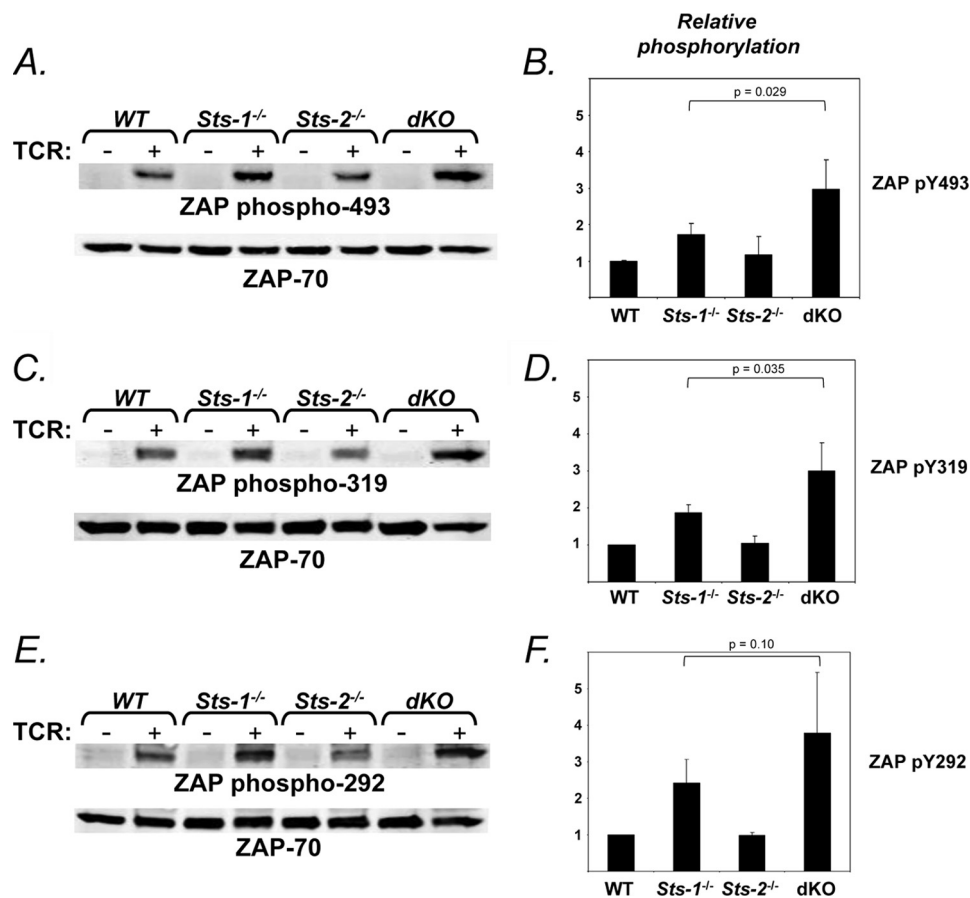 Relative
phosphorylation
A.
WT Sts-1-/- Sts-2-/- dKO
TCR: - + - + - + - +
ZAP phospho-493
ZAP-70
B.
p = 0.029
5
4
3
2
1
WT Sts-1-/- Sts-2-/- dKO
ZAP pY493
C.
WT Sts-1-/- Sts-2-/- dKO
TCR: - + - + - + - +
ZAP phospho-319
ZAP-70
D.
p = 0.035
5
4
3
2
1
WT Sts-1-/- Sts-2-/- dKO
ZAP pY319
E.
WT Sts-1-/- Sts-2-/- dKO
TCR: - + - + - + - +
ZAP phospho-292
ZAP-70
F.
p = 0.10
5
4
3
2
1
WT Sts-1-/- Sts-2-/- dKO
ZAP pY292